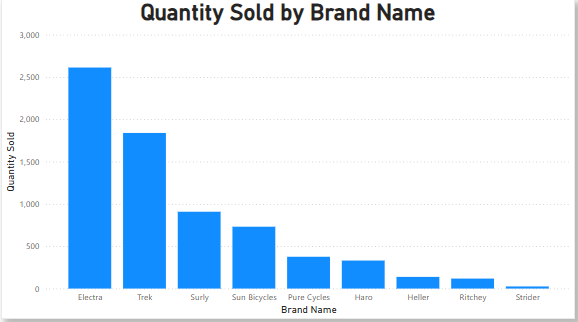 Quantity Sold by Brand Name
3,000
2,500
2,000
1,500
1,000
500
0
Quantity Sold
Electra Trek Surly Sun Bicycles Pure Cycles Haro Heller Ritchey Strider
Brand Name